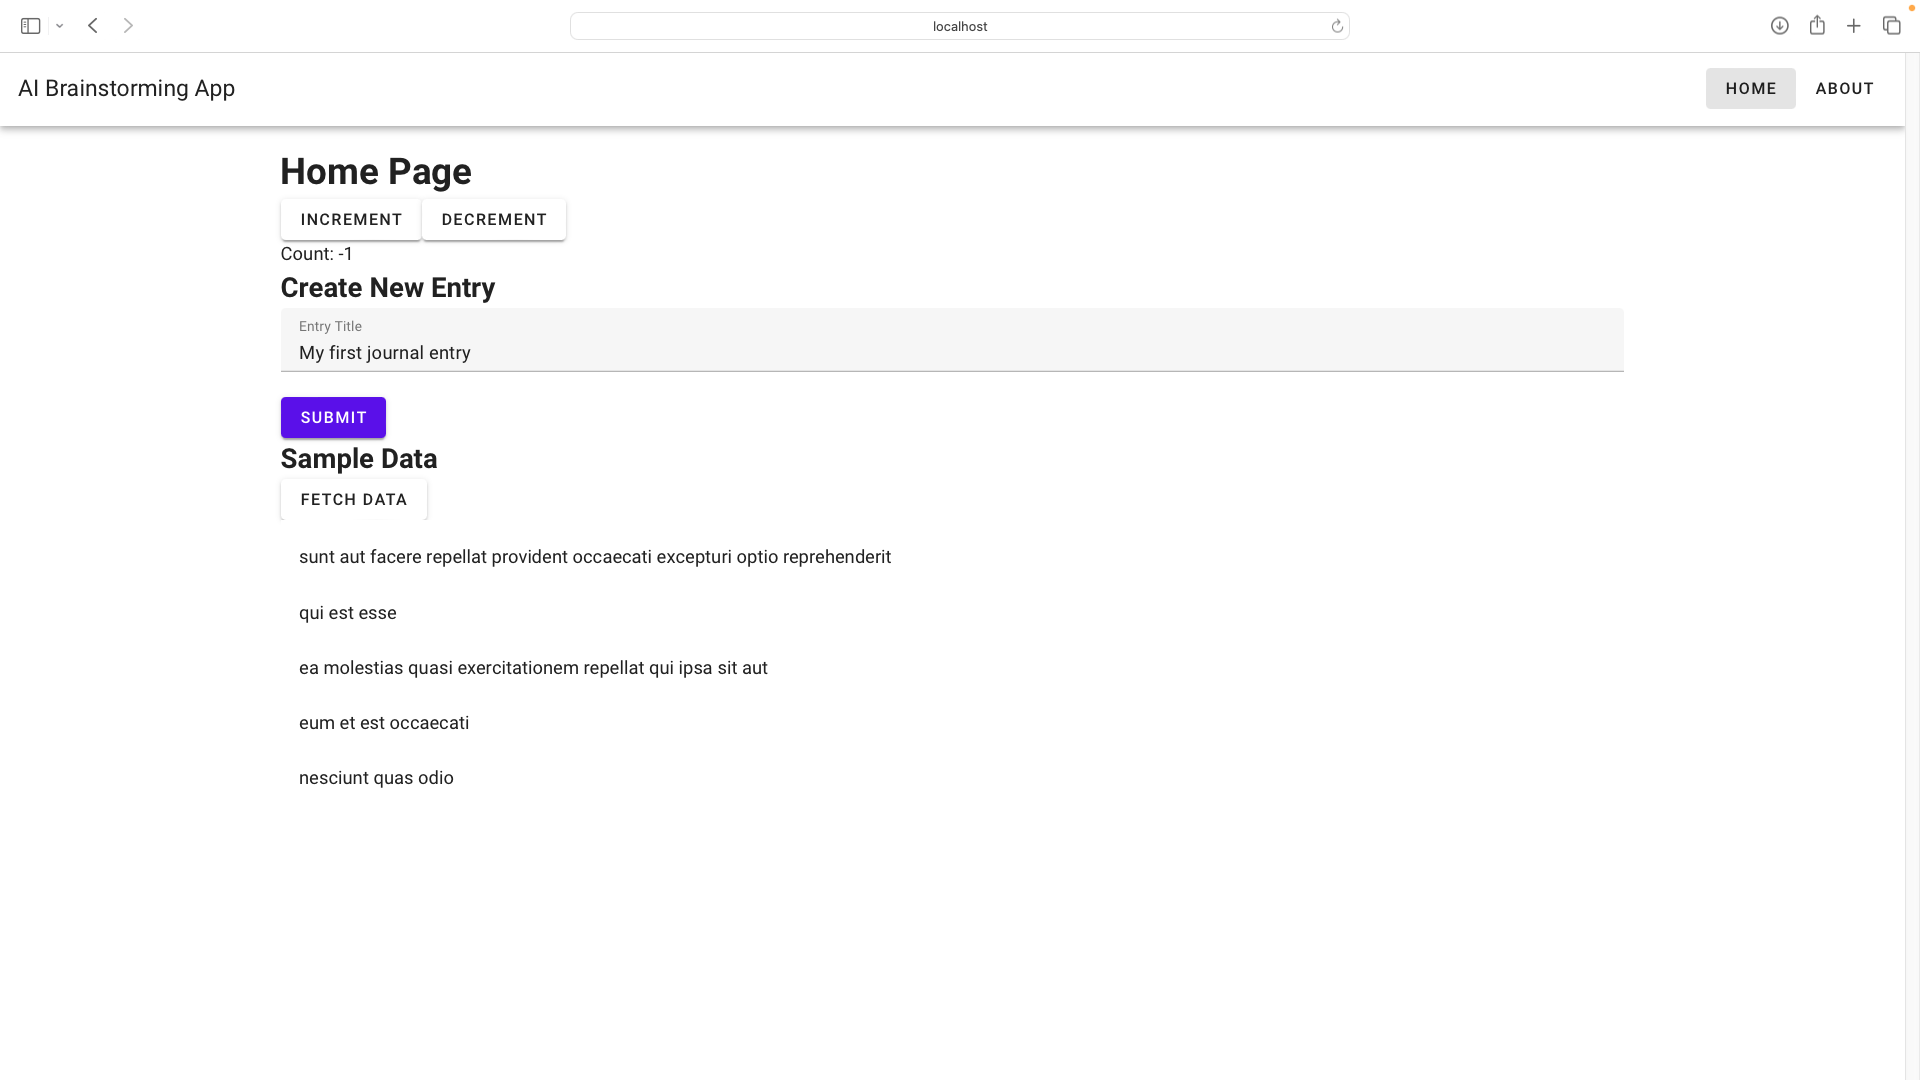 localhost
AI Brainstorming App
HOME
ABOUT
Home Page
INCREMENT
DECREMENT
Count: -1
Create New Entry
Entry Title
My first journal entry
SUBMIT
Sample Data
FETCH DATA
sunt aut facere repellat provident occaecati excepturi optio reprehenderit
qui est esse
ea molestias quasi exercitationem repellat qui ipsa sit aut
eum et est occaecati
nesciunt quas odio